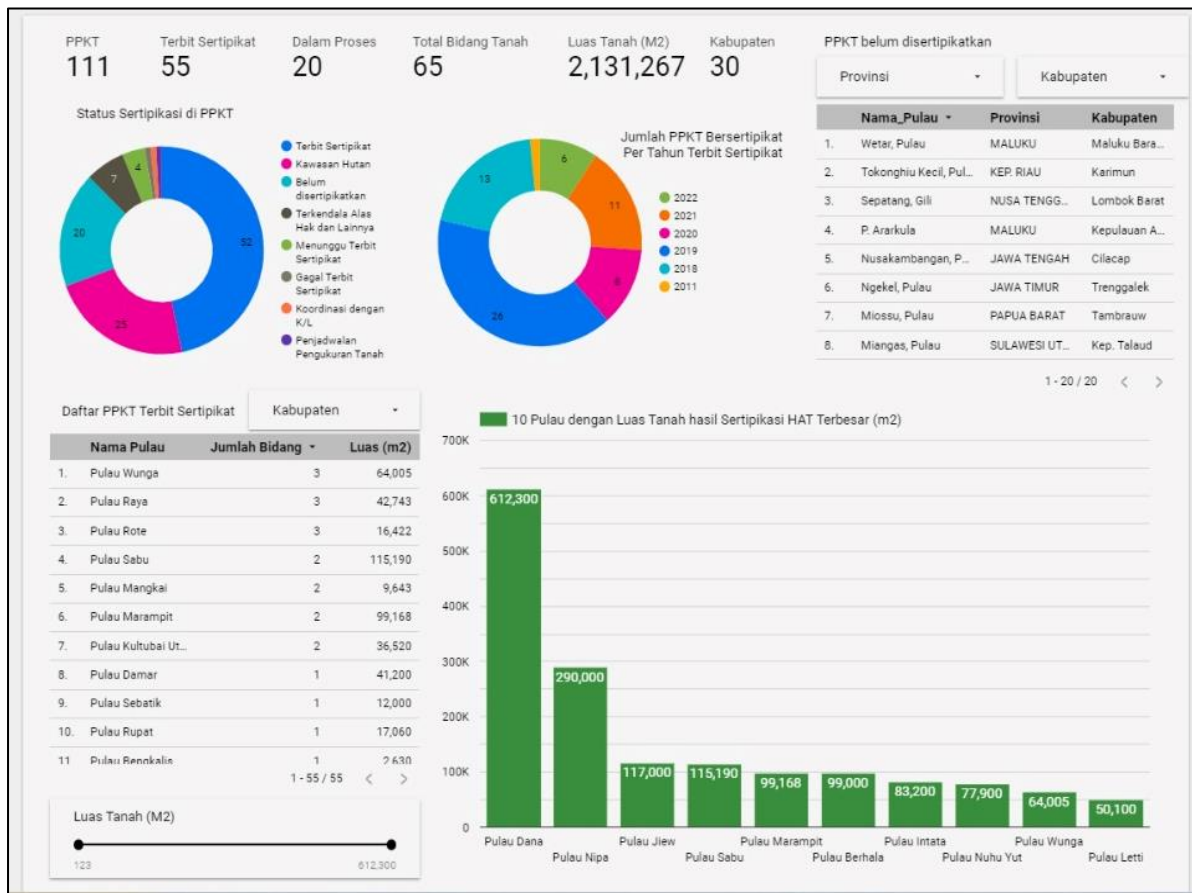 PPKT
111
Terbit Sertipikat
55
Dalam Proses
20
Total Bidang Tanah
65
Luas Tanah (M2)
2,131,267
Kabupaten
30
PPKT belum disertipikatkan
Provinsi
Kabupaten
Nama_Pulau Provinsi Kabupaten
1. Wetar, Pulau MALUKU Maluku Bara...
2. Tokonghiu Kecil, Pul... KEP. RIAU Karimun
3. Sepatang, Gili NUSA TENGG... Lombok Barat
4. P. Ararkula MALUKU Kepulauan A...
5. Nusakambangan, P... JAWA TENGAH Cilacap
6. Ngekel, Pulau JAWA TIMUR Trenggalek
7. Miossu, Pulau PAPUA BARAT Tambrauw
8. Miangas, Pulau SULAWESI UT... Kep. Talaud
1 - 20 / 20
Status Sertipikasi di PPKT
4
7
20
25
52
Terbit Sertipikat
Kawasan Hutan
Belum
disertipikatkan
Terkendala Alas
Hak dan Lainnya
Menunggu Terbit
Sertipikat
Gagal Terbit
Sertipikat
Koordinasi dengan
K/L
Penjadwalan
Pengukuran Tanah
Jumlah PPKT Bersertipikat
Per Tahun Terbit Sertipikat
6
11
26
13
2022
2021
2020
2019
2018
2011
Daftar PPKT Terbit Sertipikat
Kabupaten
Nama Pulau Jumlah Bidang Luas (m2)
1. Pulau Wunga 3 64,005
2. Pulau Raya 3 42,743
3. Pulau Rote 3 16,422
4. Pulau Sabu 2 115,190
5. Pulau Mangkai 2 9,643
6. Pulau Marampit 2 99,168
7. Pulau Kultubai Ut... 2 36,520
8. Pulau Damar 1 41,200
9. Pulau Sebatik 1 12,000
10. Pulau Rupat 1 17,060
11 Pulau Bengkalis 1 2,630
1 - 55 / 55
Luas Tanah (M2)
123
612,300
10 Pulau dengan Luas Tanah hasil Sertipikasi HAT Terbesar (m2)
700K
600K
500K
400K
300K
200K
100K
0
612,300
290,000
117,000
115,190
99,168
99,000
83,200
77,900
64,005
50,100
Pulau Dana
Pulau Nipa
Pulau Jiew
Pulau Sabu
Pulau Marampit
Pulau Berhala
Pulau Intata
Pulau Nuhu Yut
Pulau Wunga
Pulau Letti